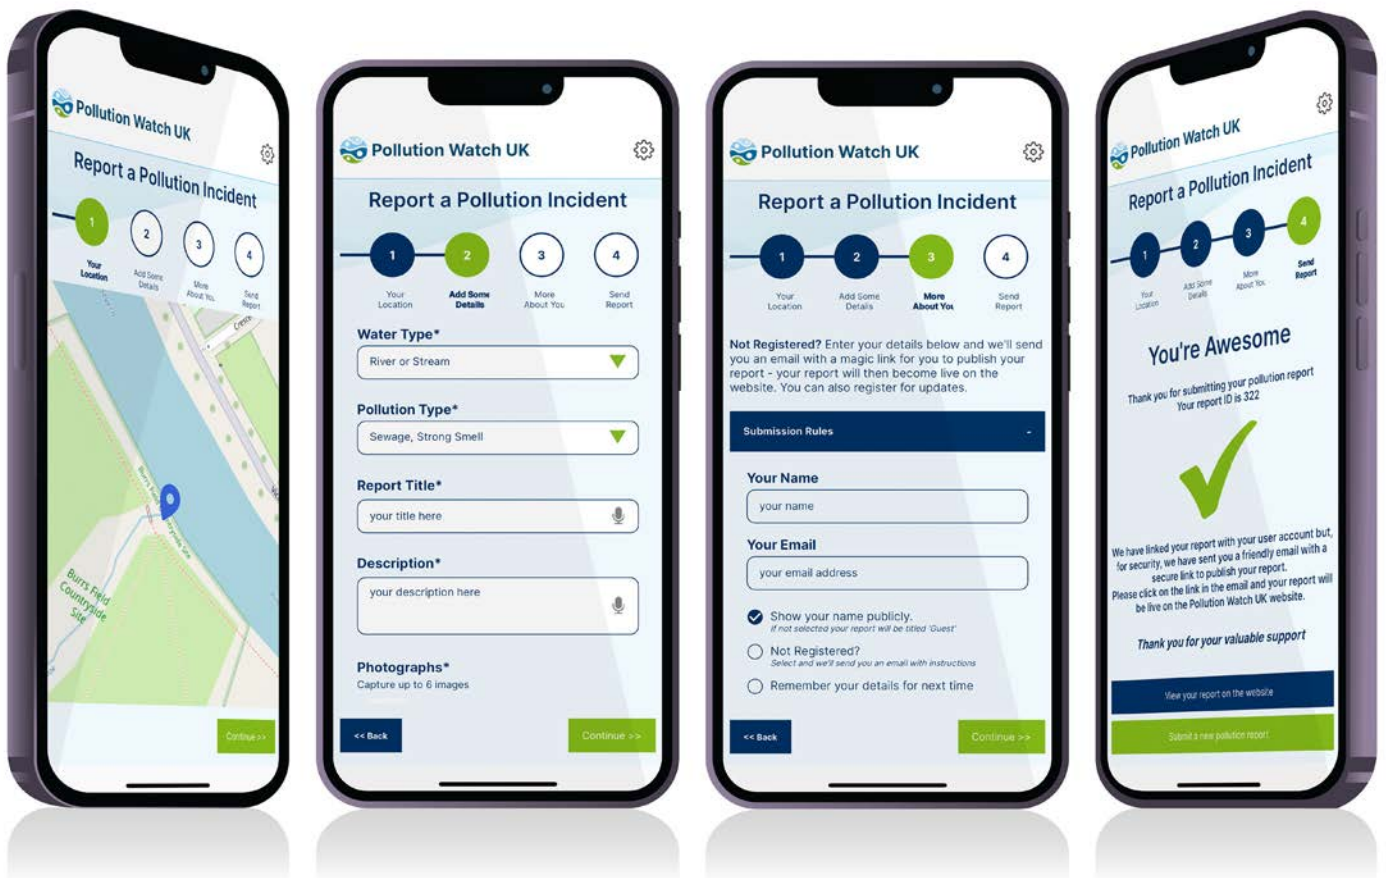 Pollution Watch UK
Report a Pollution Incident
1
2
3
4
Your
Location
Add Some
Details
More
About You
Send
Report
Burrs Field Countryside Site
Burrs Field
Countryside
Site
Continue >>
Pollution Watch UK
Report a Pollution Incident
1
2
3
4
Your
Location
Add Some
Details
More
About You
Send
Report
Water Type*
River or Stream
Pollution Type*
Sewage, Strong Smell
Report Title*
your title here
Description*
your description here
Photographs*
Capture up to 6 images
<< Back
Continue >>
Pollution Watch UK
Report a Pollution Incident
1
2
3
4
Your
Location
Add Some
Details
More
About You
Send
Report
Not Registered? Enter your details below and we'll send
you an email with a magic link for you to publish your
report - your report will then become live on the
website. You can also register for updates.
Submission Rules -
Your Name
your name
Your Email
your email address
Show your name publicly.
If not selected your report will be titled 'Guest'
Not Registered?
Select and we'll send you an email with instructions
Remember your details for next time
<< Back
Continue >>
Pollution Watch UK
Report a Pollution Incident
1
2
3
4
Your
Location
Add Some
Details
More
About You
Send
Report
You're Awesome
Thank you for submitting your pollution report
Your report ID is 322
We have linked your report with your user account but,
for security, we have sent you a friendly email with a
secure link to publish your report.
Please click on the link in the email and your report will
be live on the Pollution Watch UK website.
Thank you for your valuable support
View your report on the website
Submit a new pollution report